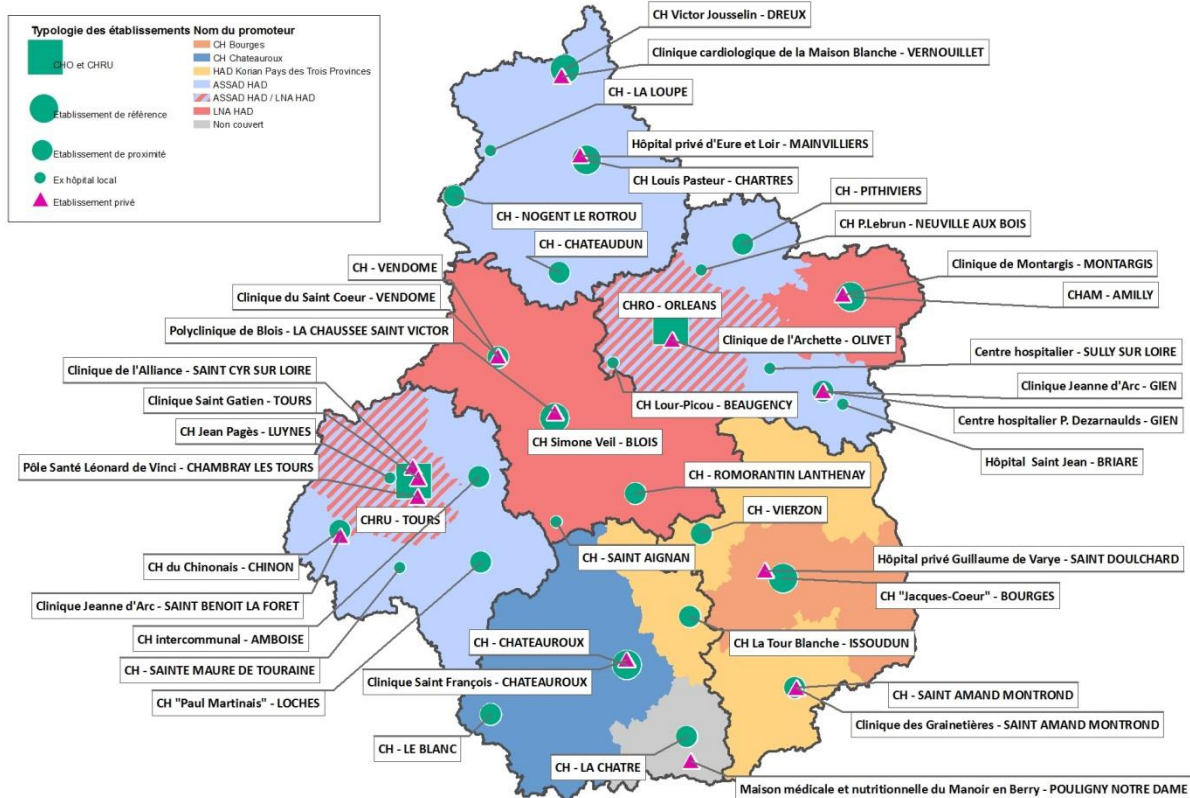 Typologie des établissements
CHO et CHRU
Etablissement de référence
Etablissement de proximité
Ex hôpital local
Etablissement privé
Nom du promoteur
CH Bourges
CH Chateauroux
HAD Korian Pays des Trois Provinces
ASSAD HAD
ASSAD HAD / LNA HAD
LNA HAD
Non couvert
CH Victor Jousselin - DREUX
Clinique cardiologique de la Maison Blanche - VERNOUILLET
CH - LA LOUPE
Hôpital privé d'Eure et Loir - MAINVILLIERS
CH Louis Pasteur - CHARTRES
CH - PITHIVIERS
CH - NOGENT LE ROTROU
CH P.Lebrun - NEUVILLE AUX BOIS
CH - CHATEAUDUN
CH - VENDOME
Clinique de Montargis - MONTARGIS
Clinique du Saint Coeur - VENDOME
CHAM - AMILLY
CHRO - ORLEANS
Polyclinique de Blois - LA CHAUSSEE SAINT VICTOR
Clinique de l'Archette - OLIVET
Centre hospitalier - SULLY SUR LOIRE
Clinique de l'Alliance - SAINT CYR SUR LOIRE
Clinique Jeanne d'Arc - GIEN
Clinique Saint Gatien - TOURS
CH Lour-Picou - BEAUGENCY
Centre hospitalier P. Dezarnaulds - GIEN
CH Jean Pagès - LUYNES
CH Simone Veil - BLOIS
Hôpital Saint Jean - BRIARE
Pôle Santé Léonard de Vinci - CHAMBRAY LES TOURS
CH - ROMORANTIN LANTHENAY
CH - VIERZON
CHRU - TOURS
CH - SAINT AIGNAN
Hôpital privé Guillaume de Varye - SAINT DOULCHARD
CH du Chinonais - CHINON
CH "Jacques-Coeur" - BOURGES
Clinique Jeanne d'Arc - SAINT BENOIT LA FORET
CH intercommunal - AMBOISE
CH - CHATEAUROUX
CH La Tour Blanche - ISSOUDUN
CH - SAINTE MAURE DE TOURAINE
Clinique Saint François - CHATEAUROUX
CH - SAINT AMAND MONTROND
CH "Paul Martinais" - LOCHES
Clinique des Grainetières - SAINT AMAND MONTROND
CH - LE BLANC
CH - LA CHATRE
Maison médicale et nutritionnelle du Manoir en Berry - POULIGNY NOTRE DAME